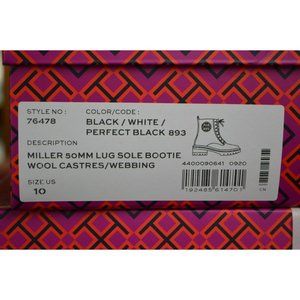 STYLE NO:
76478
COLOR/CODE:
BLACK / WHITE /
PERFECT BLACK 893
DESCRIPTION
MILLER 50MM LUG SOLE BOOTIE
WOOL CASTRES/WEBBING
SIZE US
10
4400090641 0920
192485614701
CN